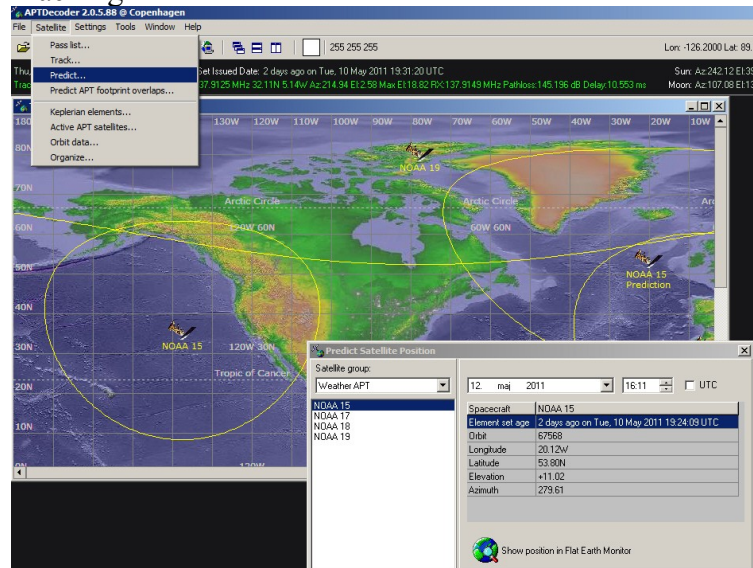 APTDecoder 2.0.5.88 @ Copenhagen
File Satellite Settings Tools Window Help
255 255 255
Lon: -126.2000 Lat: 89.
Pass list...
Track...
Predict...
Predict APT footprint overlaps...
Keplerian elements...
Active APT satellites...
Orbit data...
Organize...
Thu,
Set Issued Date: 2 days ago on Tue, 10 May 2011 19:31:20 UTC
Sun: Az:242.12 El:39
37.9125 MHz 32.11N 5.14W Az:214.94 El:2.58 Max El:18.82 RX:137.9149 MHz Pathloss:145.196 dB Delay:10.553 ms
Moon: Az:107.08 El:13
180 130W 120W 110W 100W 90W 80W 70W 60W 50W 40W 30W 20W 10W
80N
NOAA 19
70N
Arctic Circle Arctic Circle
60N 120W 60N 60W 60N
50N
NOAA 15
Prediction
40N
NOAA 15
30N 120W 30N
Tropic of Cancer
20N
10N
0N 120W
Predict Satellite Position
Satellite group:
Weather APT
12. maj 2011 16:11 UTC
NOAA 15
NOAA 17
NOAA 18
NOAA 19
Spacecraft NOAA 15
Element set age 2 days ago on Tue, 10 May 2011 19:24:09 UTC
Orbit 67568
Longitude 20.12W
Latitude 53.80N
Elevation +11.02
Azimuth 279.61
Show position in Flat Earth Monitor